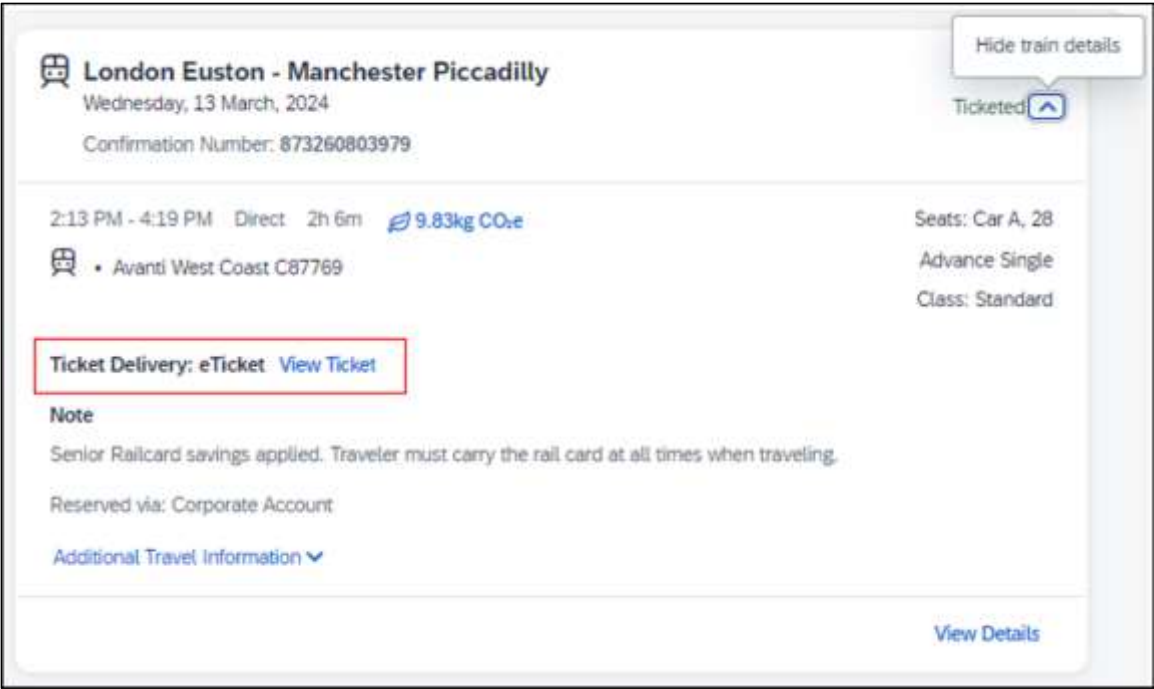 Hide train details
London Euston - Manchester Piccadilly
Wednesday, 13 March, 2024
Ticketed
Confirmation Number: 873260803979
2:13 PM - 4:19 PM Direct 2h 6m 9.83kg CO₂e
Seats: Car A, 28
• Avanti West Coast C87769
Advance Single
Class: Standard
Ticket Delivery: eTicket View Ticket
Note
Senior Railcard savings applied. Traveler must carry the rail card at all times when traveling.
Reserved via: Corporate Account
Additional Travel Information
View Details